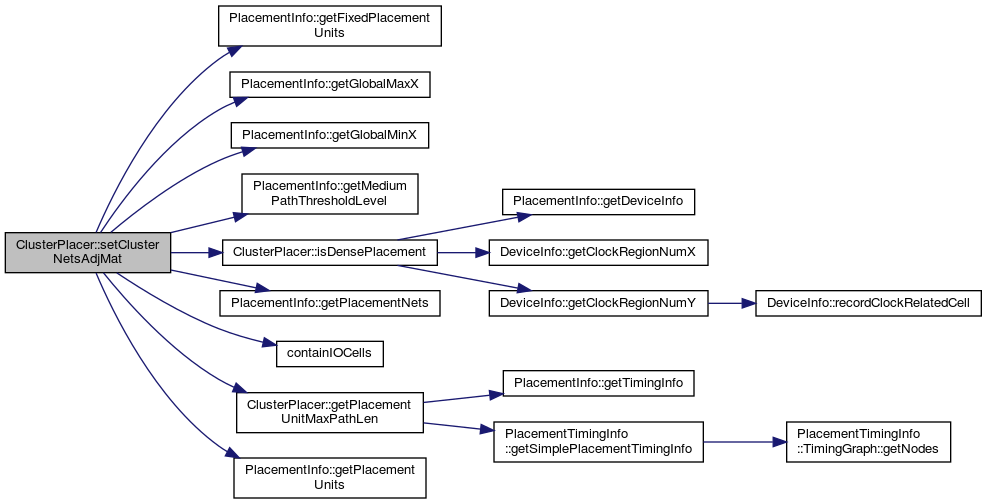 PlacementInfo::getFixedPlacement
Units
PlacementInfo::getGlobalMaxX
PlacementInfo::getGlobalMinX
PlacementInfo::getMedium
PathThresholdLevel
ClusterPlacer::setCluster
NetsAdjMat
ClusterPlacer::isDensePlacement
PlacementInfo::getDeviceInfo
DeviceInfo::getClockRegionNumX
DeviceInfo::getClockRegionNumY
DeviceInfo::recordClockRelatedCell
PlacementInfo::getPlacementNets
containIOCells
ClusterPlacer::getPlacement
UnitMaxPathLen
PlacementInfo::getTimingInfo
PlacementTimingInfo
::getSimplePlacementTimingInfo
PlacementTimingInfo
::TimingGraph::getNodes
PlacementInfo::getPlacement
Units